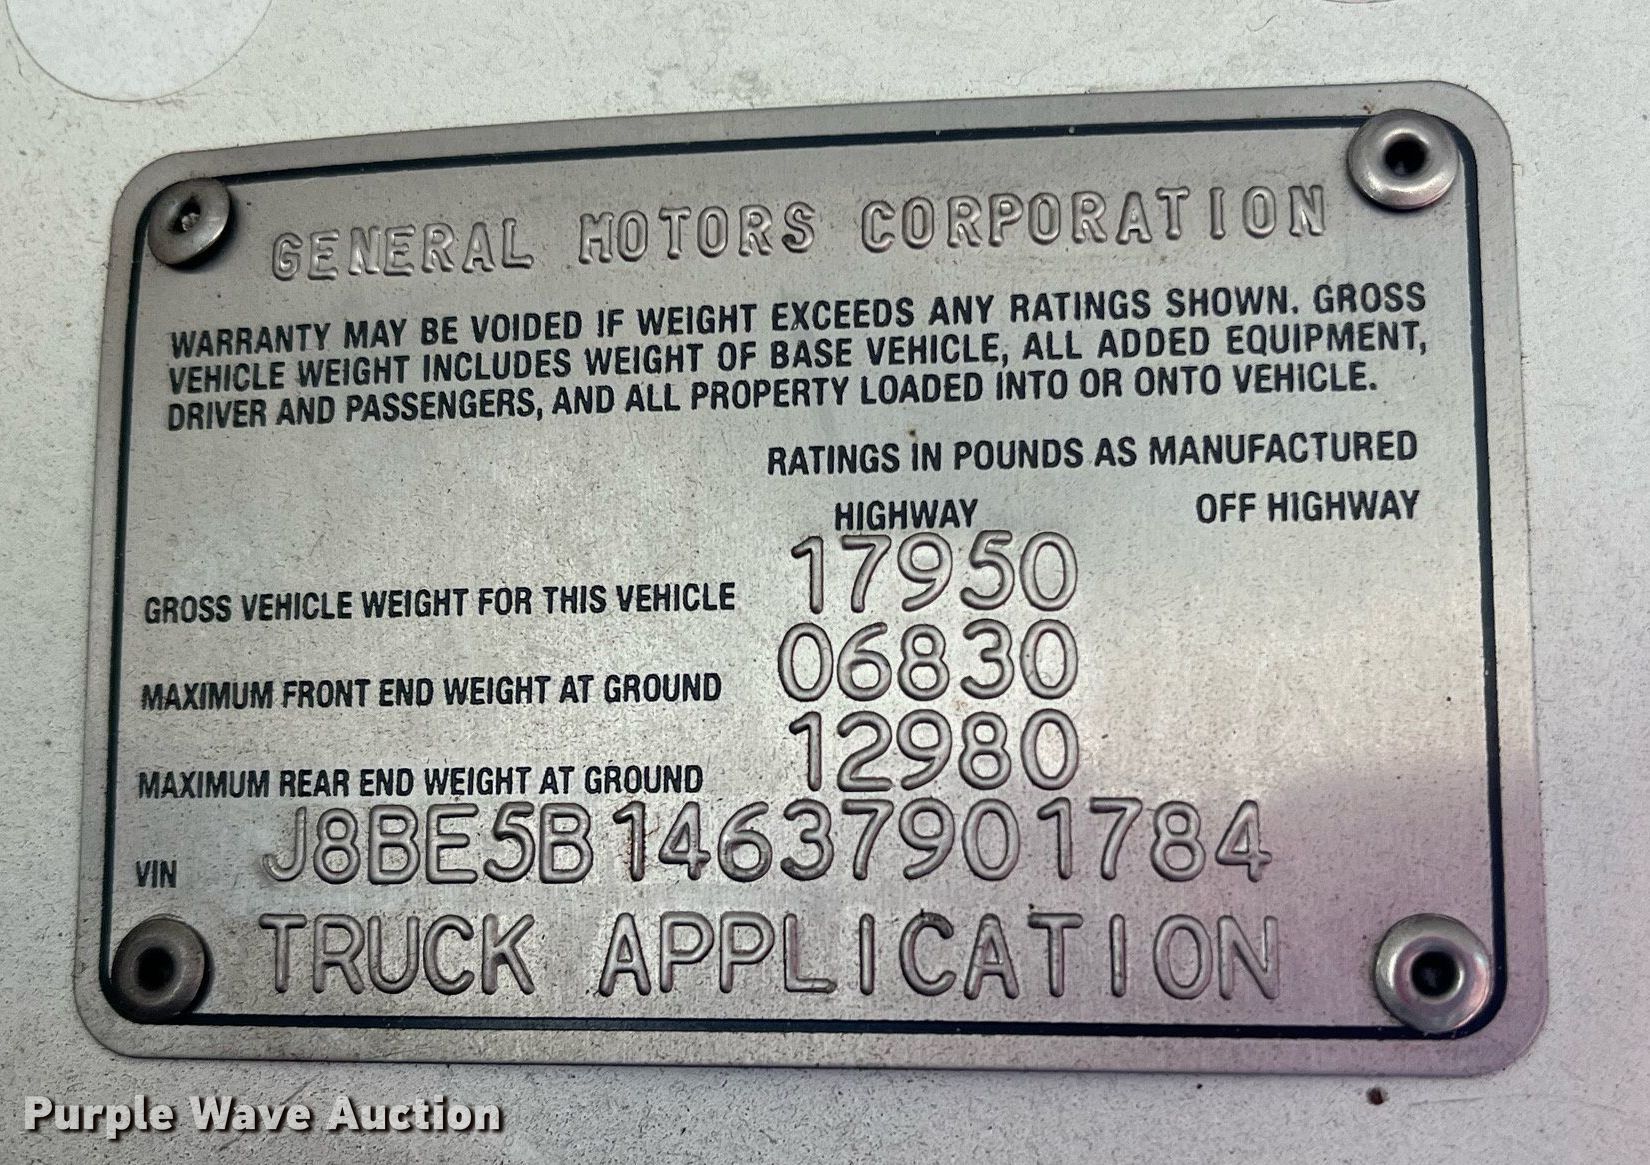 GENERAL MOTORS CORPORATION
WARRANTY MAY BE VOIDED IF WEIGHT EXCEEDS ANY RATINGS SHOWN. GROSS
VEHICLE WEIGHT INCLUDES WEIGHT OF BASE VEHICLE, ALL ADDED EQUIPMENT,
DRIVER AND PASSENGERS, AND ALL PROPERTY LOADED INTO OR ONTO VEHICLE.
RATINGS IN POUNDS AS MANUFACTURED
HIGHWAY OFF HIGHWAY
GROSS VEHICLE WEIGHT FOR THIS VEHICLE 17950
MAXIMUM FRONT END WEIGHT AT GROUND 06830
MAXIMUM REAR END WEIGHT AT GROUND 12980
VIN J8BE5B14637901784
TRUCK APPLICATION
Purple Wave Auction